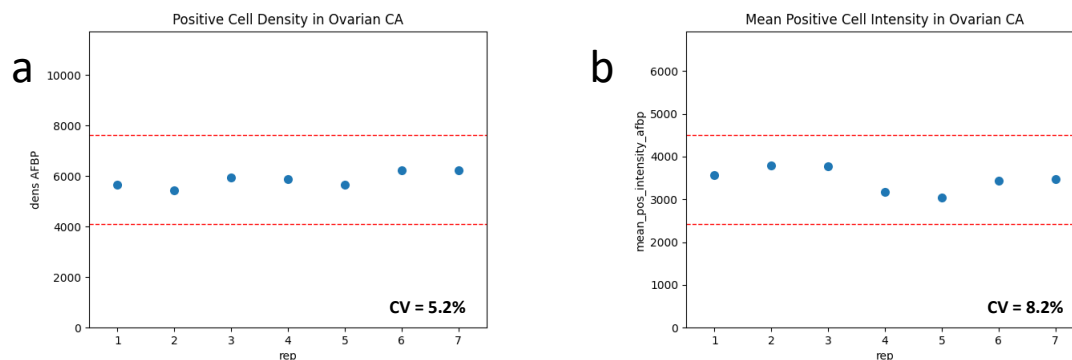 a
Positive Cell Density in Ovarian CA
dens AFBP
10000
8000
6000
4000
2000
0
CV = 5.2%
1 2 3 4 5 6 7
rep
b
Mean Positive Cell Intensity in Ovarian CA
mean_pos_intensity_afbp
6000
5000
4000
3000
2000
1000
0
CV = 8.2%
1 2 3 4 5 6 7
rep